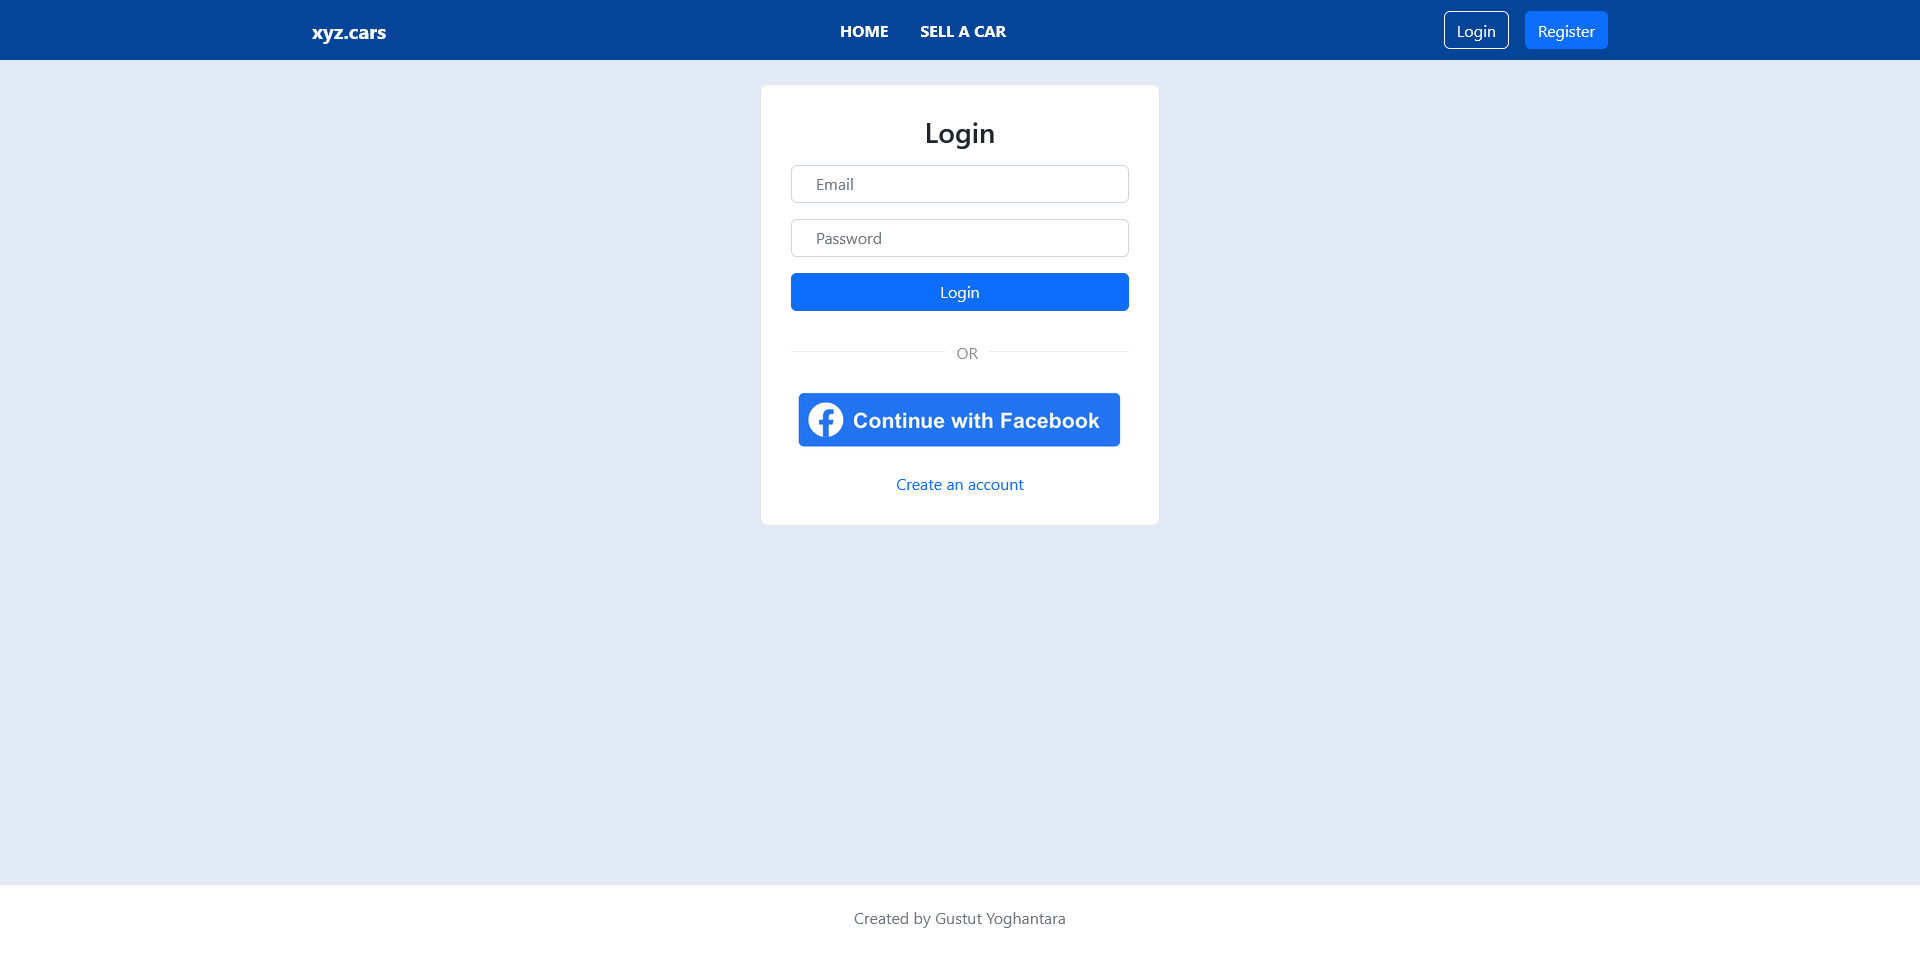 xyz.cars HOME SELL A CAR Login Register
Login
Email
Password
Login
OR
Continue with Facebook
Create an account
Created by Gustut Yoghantara